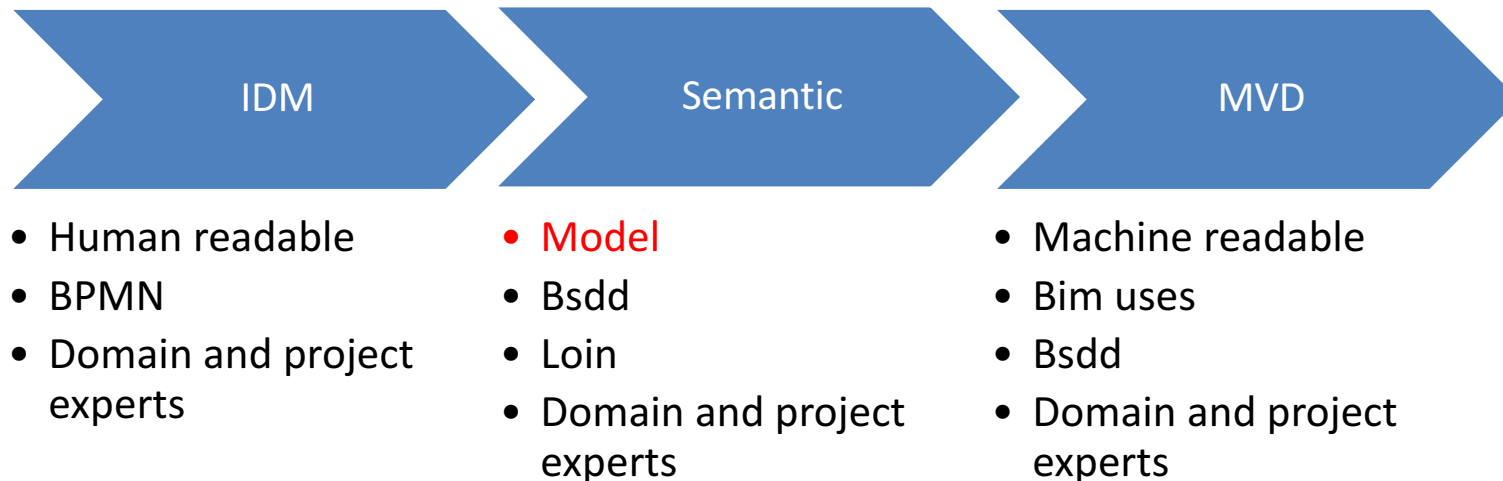 IDM
• Human readable
• BPMN
• Domain and project
experts
Semantic
• Model
• Bsdd
• Loin
• Domain and project
experts
MVD
• Machine readable
• Bim uses
• Bsdd
• Domain and project
experts